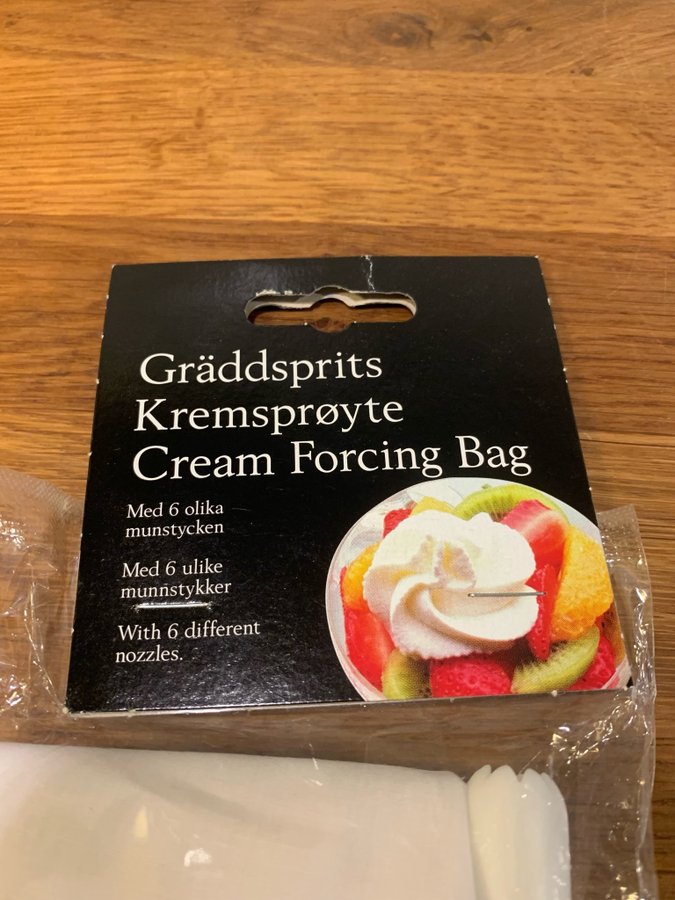 Gräddsprits
Kremsprøyte
Cream Forcing Bag
Med 6 olika
munstycken
Med 6 ulike
munnstykker
With 6 different
nozzles.